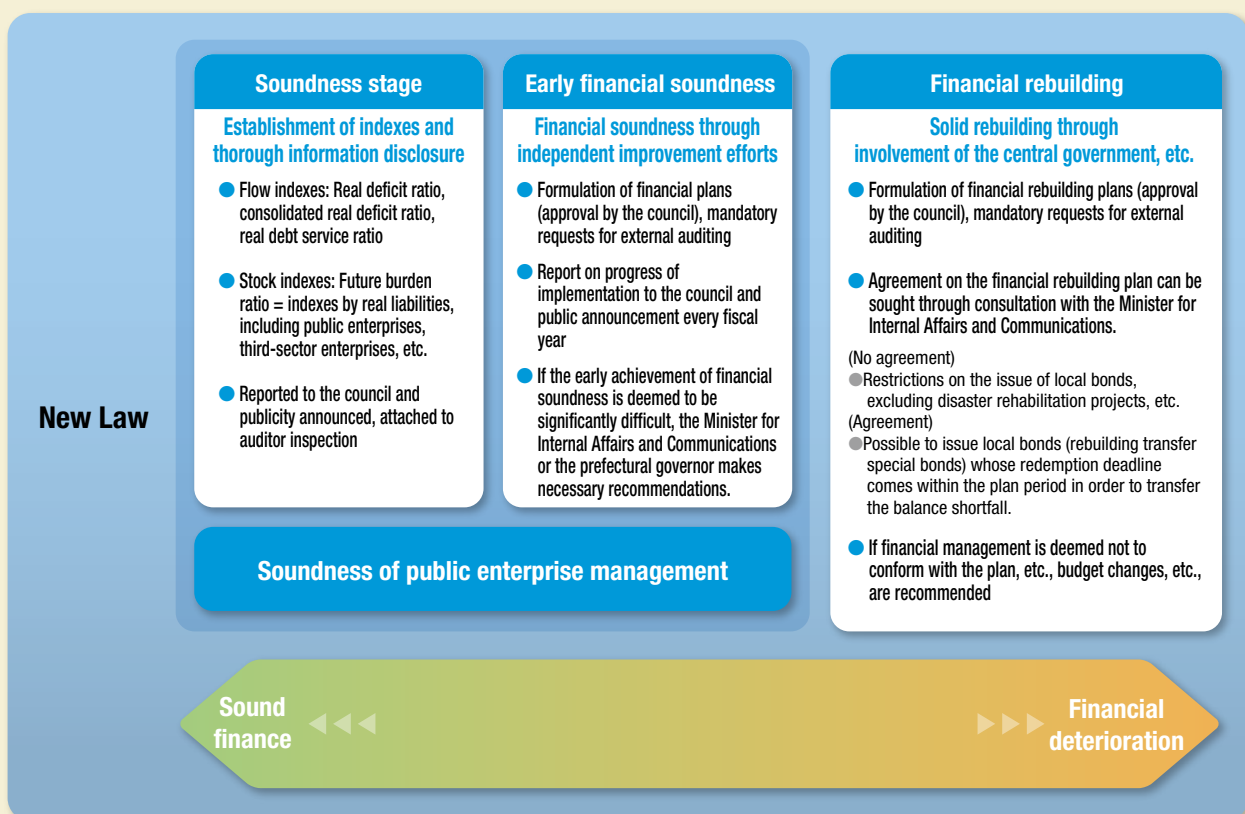 New Law
Soundness stage
Establishment of indexes and
thorough information disclosure
● Flow indexes: Real deficit ratio,
consolidated real deficit ratio,
real debt service ratio
● Stock indexes: Future burden
ratio = indexes by real liabilities,
including public enterprises,
third-sector enterprises, etc.
● Reported to the council and
publicity announced, attached to
auditor inspection
Early financial soundness
Financial soundness through
independent improvement efforts
● Formulation of financial plans
(approval by the council), mandatory
requests for external auditing
● Report on progress of
implementation to the council and
public announcement every fiscal
year
● If the early achievement of financial
soundness is deemed to be
significantly difficult, the Minister for
Internal Affairs and Communications
or the prefectural governor makes
necessary recommendations.
Soundness of public enterprise management
Financial rebuilding
Solid rebuilding through
involvement of the central government, etc.
● Formulation of financial rebuilding plans (approval
by the council), mandatory requests for external
auditing
● Agreement on the financial rebuilding plan can be
sought through consultation with the Minister for
Internal Affairs and Communications.
(No agreement)
●Restrictions on the issue of local bonds,
excluding disaster rehabilitation projects, etc.
(Agreement)
●Possible to issue local bonds (rebuilding transfer
special bonds) whose redemption deadline
comes within the plan period in order to transfer
the balance shortfall.
● If financial management is deemed not to
conform with the plan, etc., budget changes, etc.,
are recommended
Sound
finance
Financial
deterioration